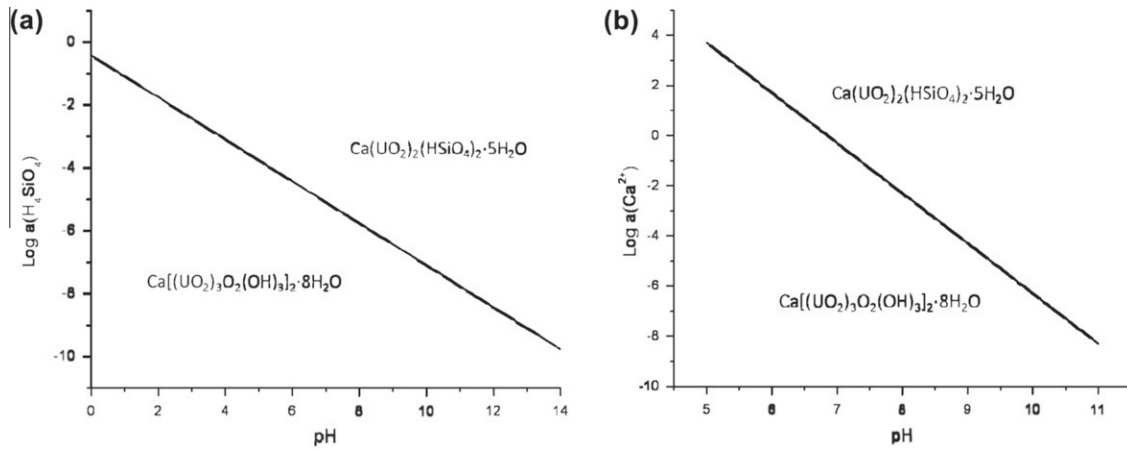 (a)
Log a(H₄SiO₄)
0
-2
-4
-6
-8
-10
Ca(UO₂)₂(HSiO₄)₂·5H₂O
Ca[(UO₂)₃O₂(OH)₃]₂·8H₂O
0 2 4 6 8 10 12 14
pH
(b)
Log a(Ca²⁺)
4
2
0
-2
-4
-6
-8
-10
Ca(UO₂)₂(HSiO₄)₂·5H₂O
Ca[(UO₂)₃O₂(OH)₃]₂·8H₂O
5 6 7 8 9 10 11
pH